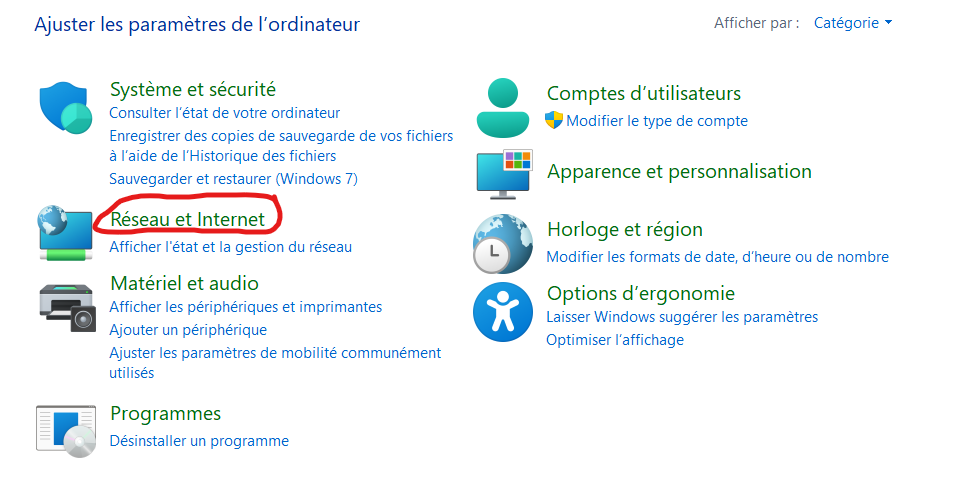 Ajuster les paramètres de l’ordinateur
Afficher par : Catégorie
Système et sécurité
Consulter l’état de votre ordinateur
Enregistrer des copies de sauvegarde de vos fichiers
à l’aide de l’Historique des fichiers
Sauvegarder et restaurer (Windows 7)
Réseau et Internet
Afficher l’état et la gestion du réseau
Matériel et audio
Afficher les périphériques et imprimantes
Ajouter un périphérique
Ajuster les paramètres de mobilité communément
utilisés
Programmes
Désinstaller un programme
Comptes d’utilisateurs
Modifier le type de compte
Apparence et personnalisation
Horloge et région
Modifier les formats de date, d’heure ou de nombre
Options d’ergonomie
Laisser Windows suggérer les paramètres
Optimiser l’affichage